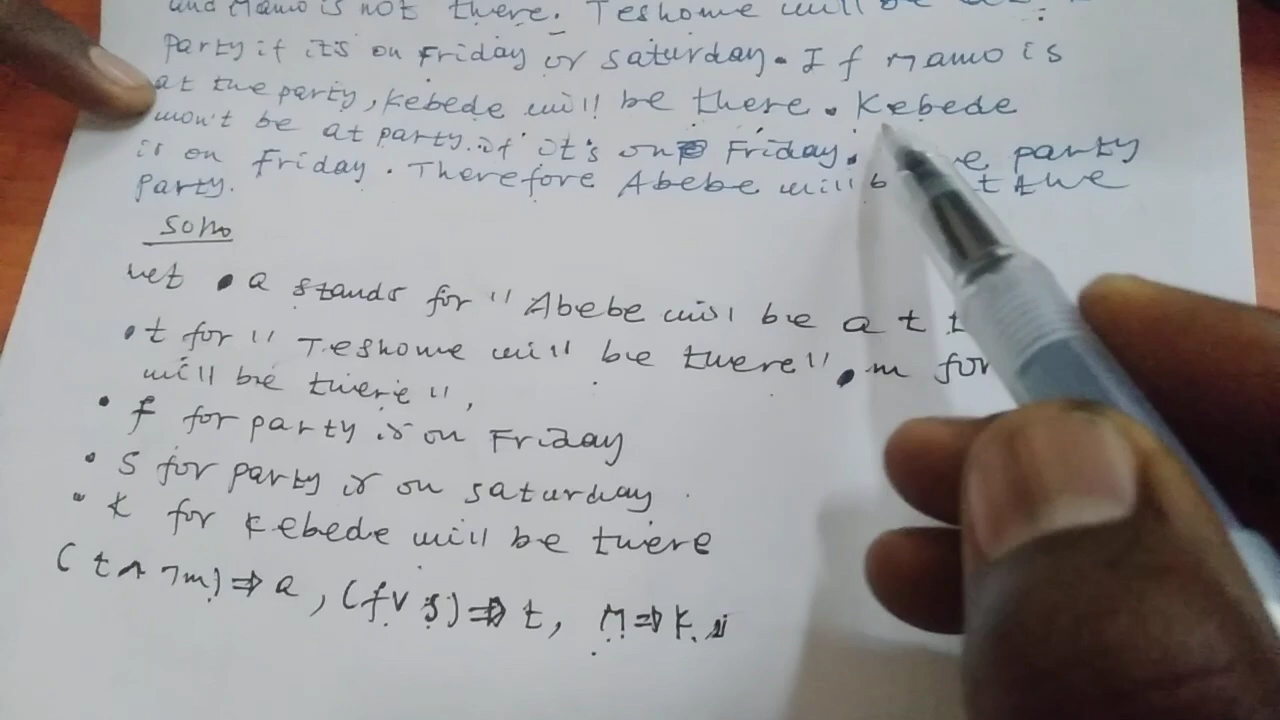 and Mamo is not there. Teshome will be
party if it's on Friday or saturday. If Mamo is
at the party, Kebede will be there. Kebede
won't be at party if it's on Friday. party
is on Friday. Therefore Abebe will b t the
party.
soln
Let • a stands for "Abebe will be at t
• t for "Teshome will be there", • m for
will be there",
• f for party is on Friday
• S for party is on saturday
• K for Kebede will be there
(t ∧ ¬m) ⇒ a, (f ∨ s) ⇒ t, M ⇒ K,